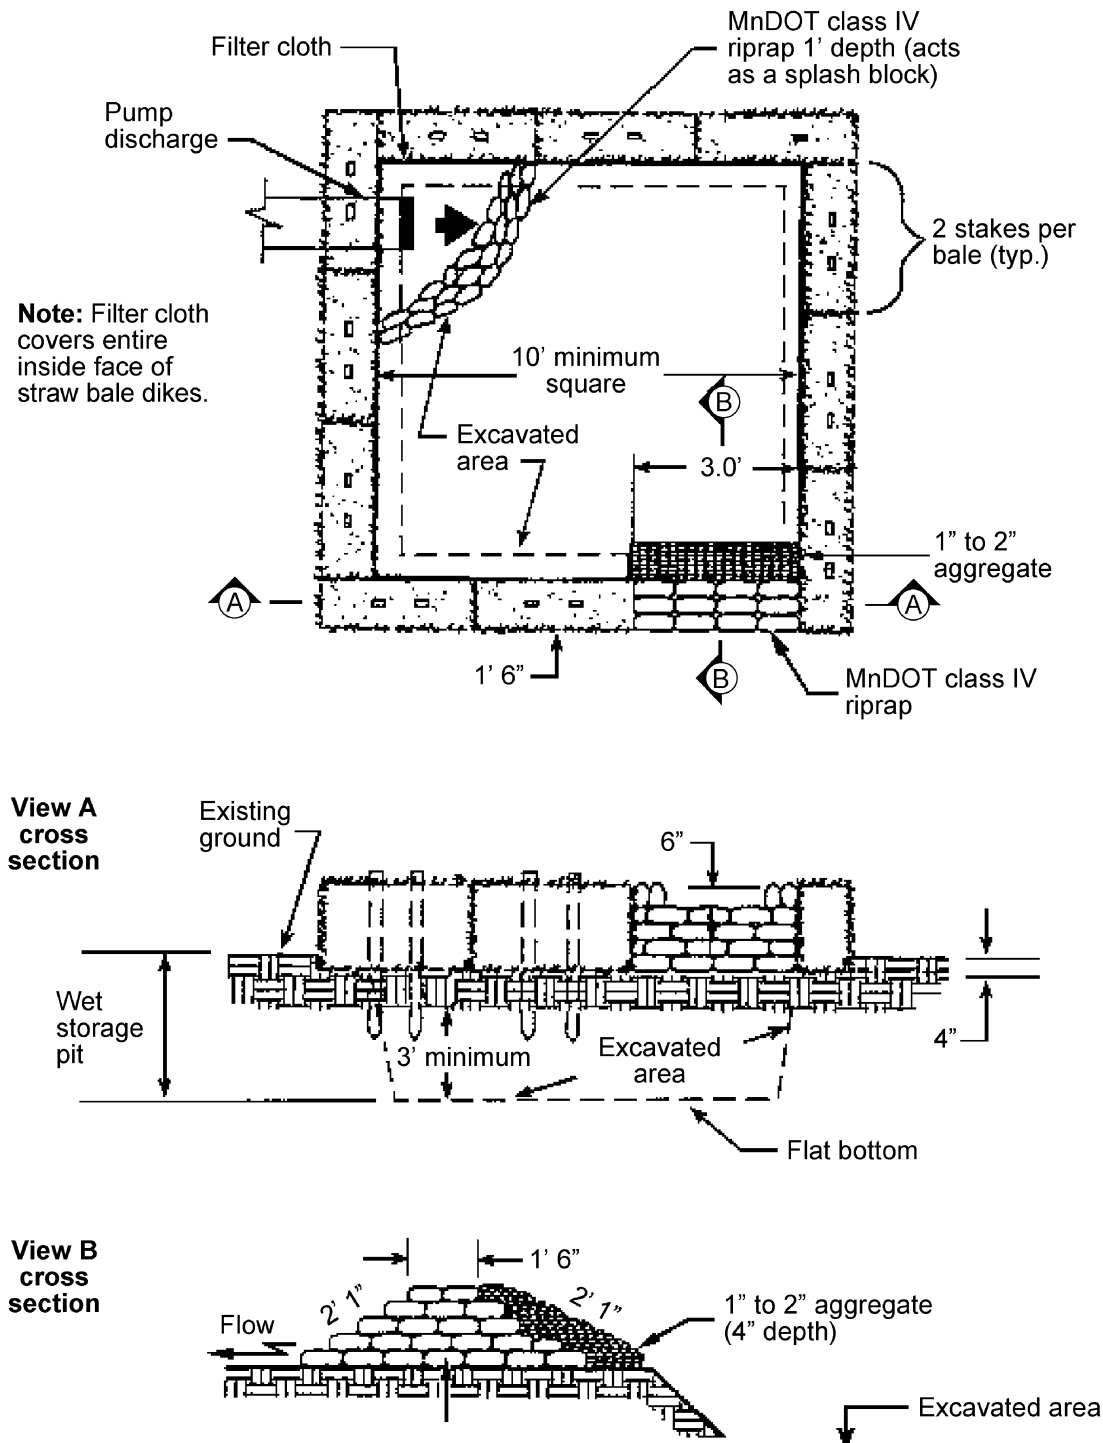 MnDOT class IV
riprap 1’ depth (acts
as a splash block)
Filter cloth
Pump
discharge
2 stakes per
bale (typ.)
Note: Filter cloth
covers entire
inside face of
straw bale dikes.
10’ minimum
square
B
Excavated
area
3.0’
1” to 2”
aggregate
A
A
1’ 6”
B
MnDOT class IV
riprap
View A
cross
section
Existing
ground
6”
Wet
storage
pit
3’ minimum
Excavated
area
4”
Flat bottom
View B
cross
section
1’ 6”
2’ 1”
2’ 1”
1” to 2” aggregate
(4” depth)
Flow
Excavated area